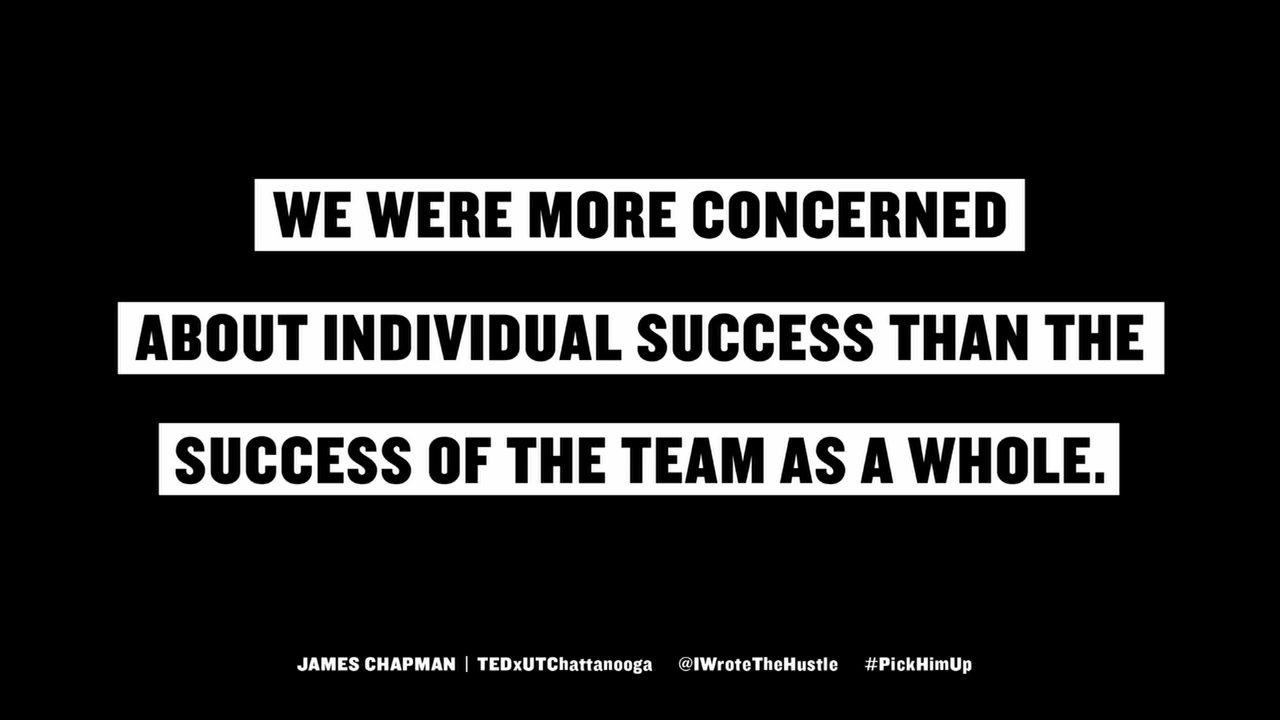 WE WERE MORE CONCERNED
ABOUT INDIVIDUAL SUCCESS THAN THE
SUCCESS OF THE TEAM AS A WHOLE.
JAMES CHAPMAN | TEDxUTChattanooga @IWroteTheHustle #PickHimUp